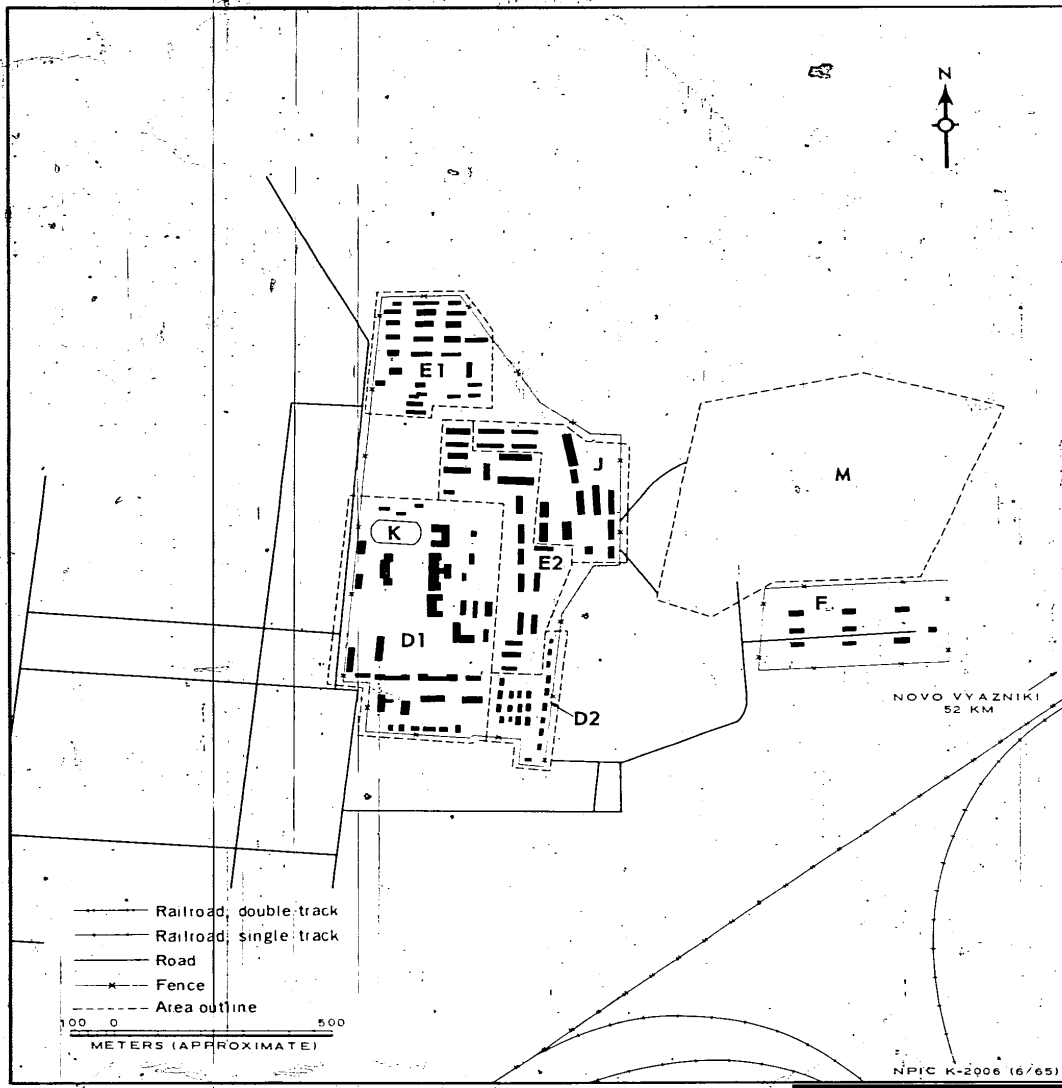 N
E1
J
M
K
E2
F
D1
NOVO VYAZNIKI
52 KM
D2
Railroad, double track
Railroad, single track
Road
Fence
Area outline
100 0 500
METERS (APPROXIMATE)
NPIC K-2006 (6/65)